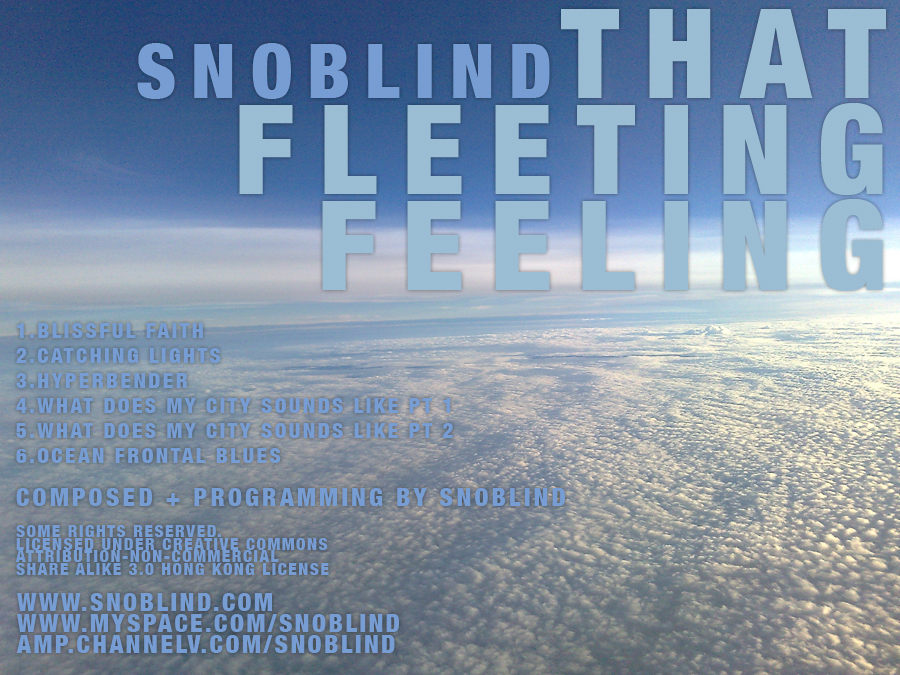 SNOBLIND THAT
FLEETING
FEELING
1.BLISSFUL FAITH
2.CATCHING LIGHTS
3.HYPERBENDER
4.WHAT DOES MY CITY SOUNDS LIKE PT 1
5.WHAT DOES MY CITY SOUNDS LIKE PT 2
6.OCEAN FRONTAL BLUES
COMPOSED + PROGRAMMING BY SNOBLIND
SOME RIGHTS RESERVED,
LICENSED UNDER CREATIVE COMMONS
ATTRIBUTION-NON-COMMERCIAL
SHARE ALIKE 3.0 HONG KONG LICENSE
WWW.SNOBLIND.COM
WWW.MYSPACE.COM/SNOBLIND
AMP.CHANNELV.COM/SNOBLIND